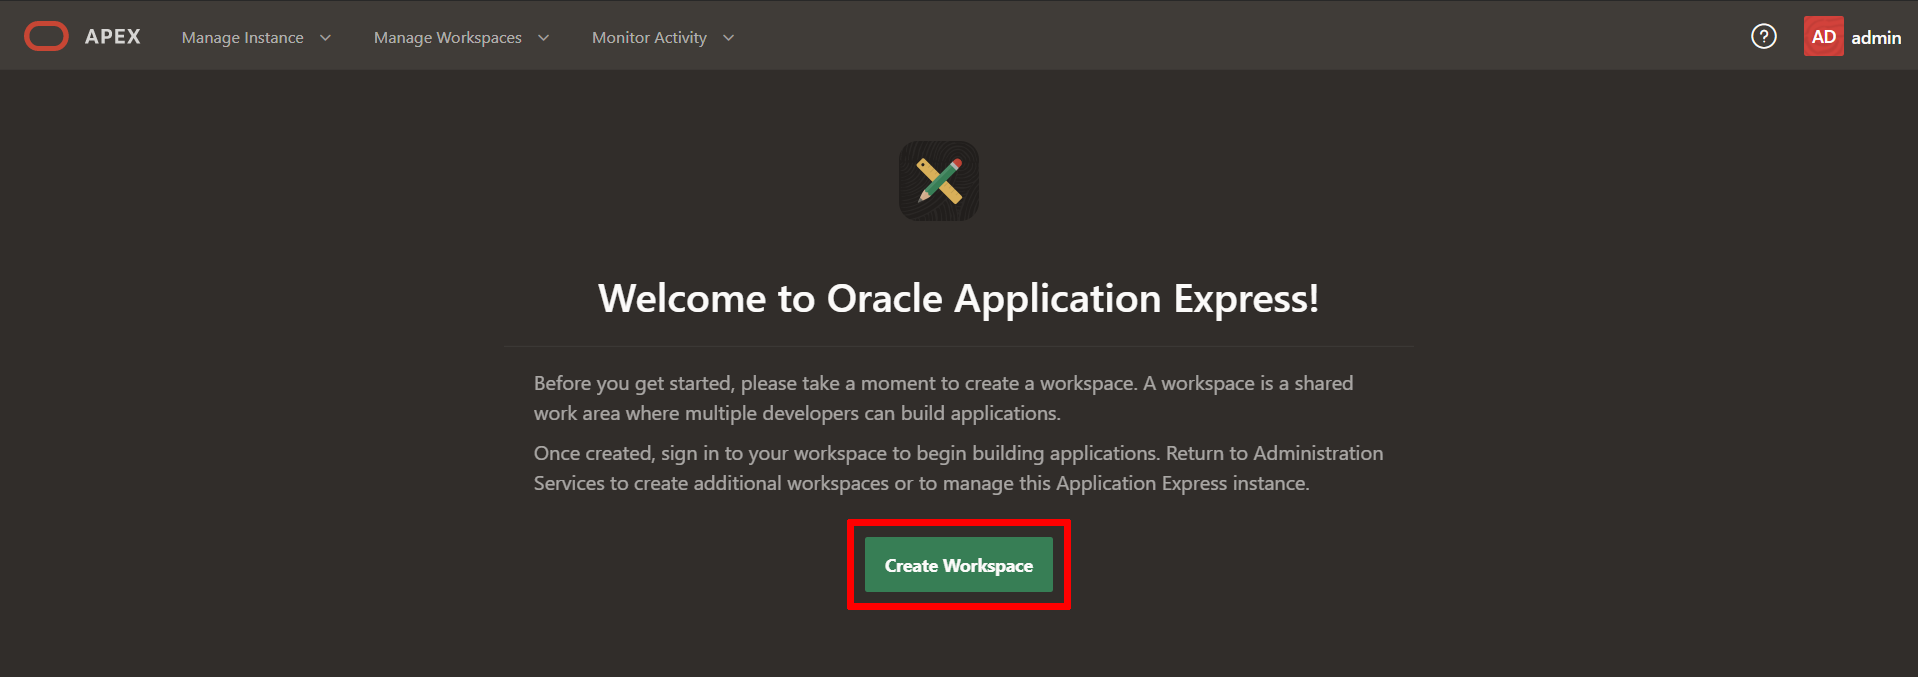 APEX Manage Instance Manage Workspaces Monitor Activity ? AD admin
Welcome to Oracle Application Express!
Before you get started, please take a moment to create a workspace. A workspace is a shared
work area where multiple developers can build applications.
Once created, sign in to your workspace to begin building applications. Return to Administration
Services to create additional workspaces or to manage this Application Express instance.
Create Workspace